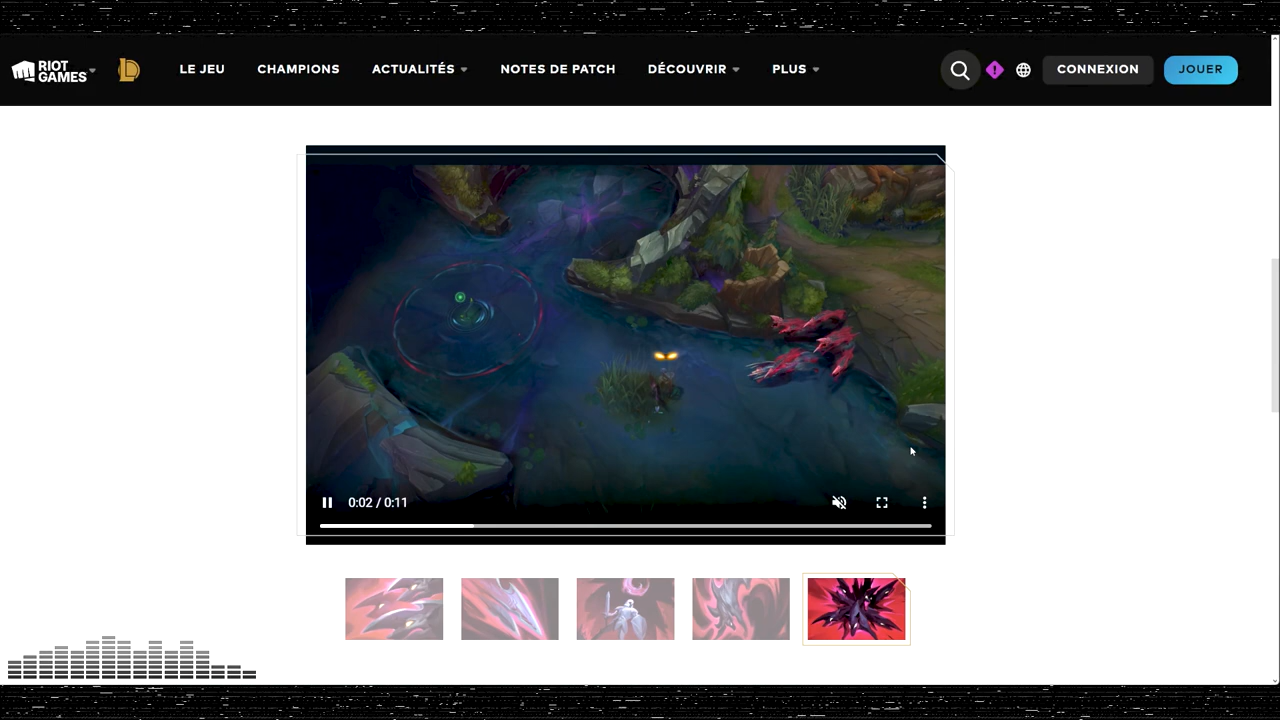 RIOT GAMES
LE JEU
CHAMPIONS
ACTUALITÉS
NOTES DE PATCH
DÉCOUVRIR
PLUS
CONNEXION
JOUER
0:02 / 0:11